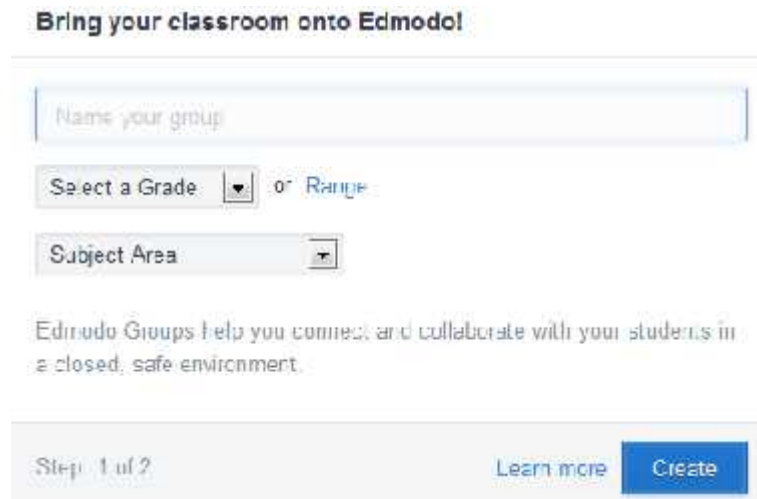 Bring your classroom onto Edmodo!
Name your group
Select a Grade or Range
Subject Area
Edmodo Groups help you connect and collaborate with your students in
a closed, safe environment.
Step 1 of 2
Learn more Create